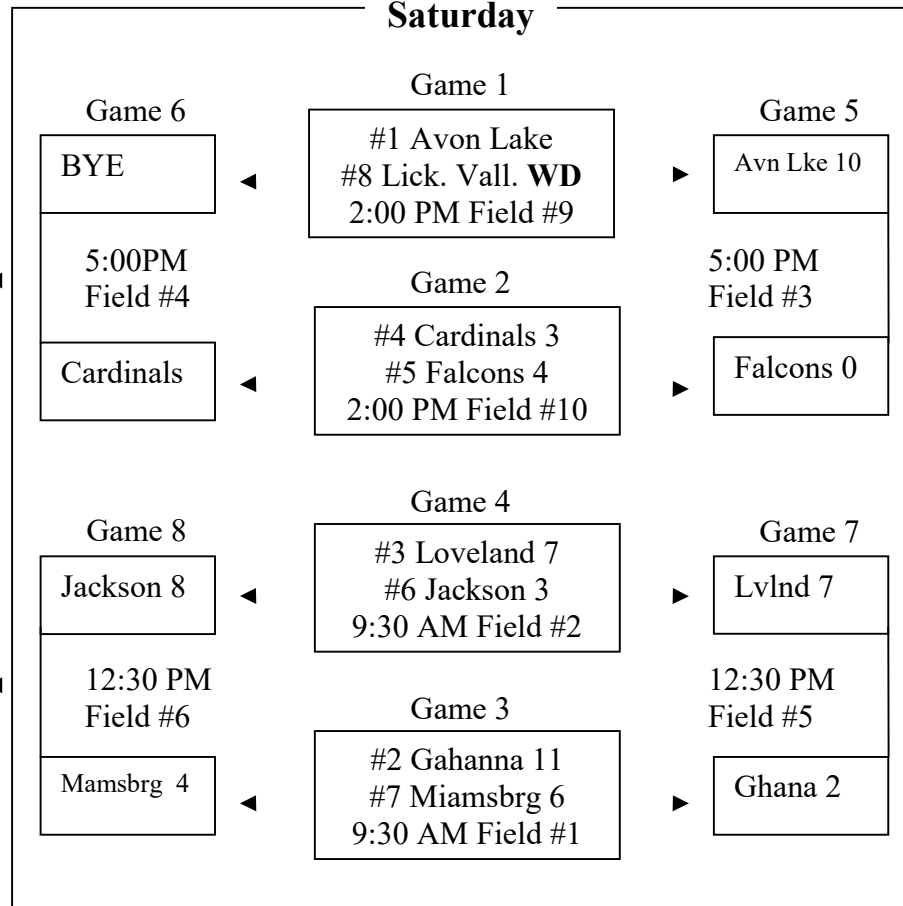 Saturday
Game 1
#1 Avon Lake
#8 Lick. Vall. WD
2:00 PM Field #9
Game 6
BYE
5:00PM
Field #4
Cardinals
Game 5
Avn Lke 10
5:00 PM
Field #3
Falcons 0
Game 2
#4 Cardinals 3
#5 Falcons 4
2:00 PM Field #10
Game 4
#3 Loveland 7
#6 Jackson 3
9:30 AM Field #2
Game 8
Jackson 8
12:30 PM
Field #6
Mamsbrg 4
Game 7
Lvlnd 7
12:30 PM
Field #5
Ghana 2
Game 3
#2 Gahanna 11
#7 Miamsbrg 6
9:30 AM Field #1